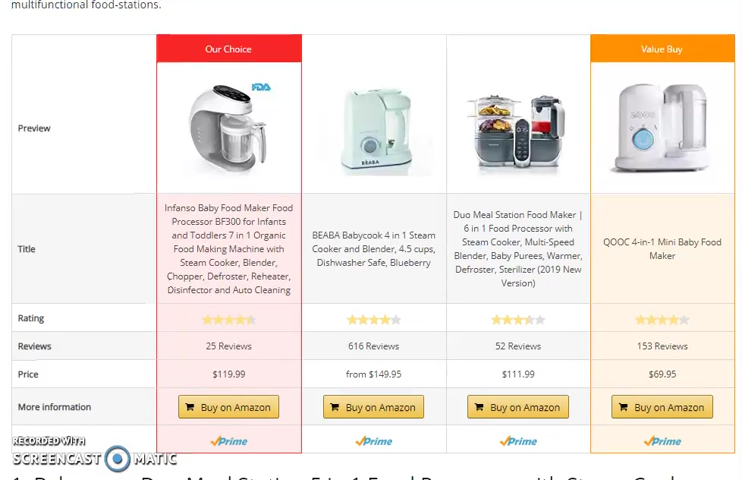 multifunctional food-stations.
Our Choice
Value Buy
Preview
FDA
BEABA
QOOC
Title
Infanso Baby Food Maker Food
Processor BF300 for Infants
and Toddlers 7 in 1 Organic
Food Making Machine with
Steam Cooker, Blender,
Chopper, Defroster, Reheater,
Disinfector and Auto Cleaning
BEABA Babycook 4 in 1 Steam
Cooker and Blender, 4.5 cups,
Dishwasher Safe, Blueberry
Duo Meal Station Food Maker |
6 in 1 Food Processor with
Steam Cooker, Multi-Speed
Blender, Baby Purees, Warmer,
Defroster, Sterilizer (2019 New
Version)
QOOC 4-in-1 Mini Baby Food
Maker
Rating
Reviews
25 Reviews
616 Reviews
52 Reviews
153 Reviews
Price
$119.99
from $149.95
$111.99
$69.95
More information
Buy on Amazon
Buy on Amazon
Buy on Amazon
Buy on Amazon
Prime
Prime
Prime
Prime
RECORDED WITH
SCREENCAST MATIC